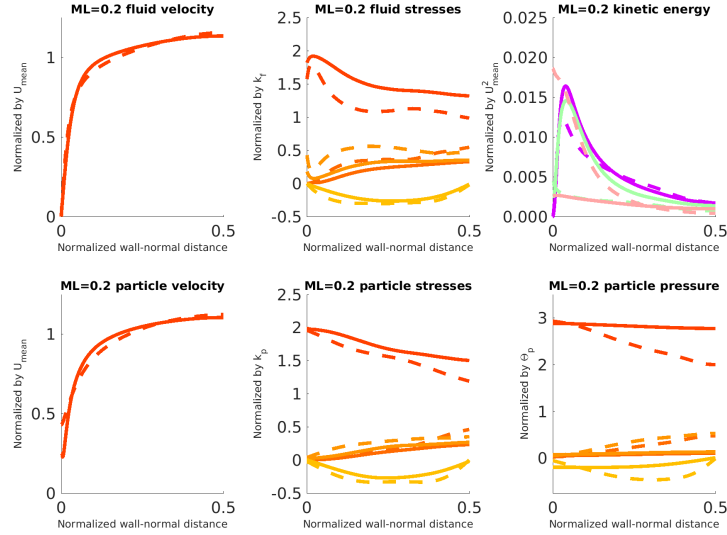 ML=0.2 fluid velocity
Normalized by U_mean
1
0.5
0
0.5
Normalized wall-normal distance
ML=0.2 fluid stresses
Normalized by k_f
2.5
2
1.5
1
0.5
0
-0.5
0
0.5
Normalized wall-normal distance
ML=0.2 kinetic energy
Normalized by U²_mean
0.025
0.020
0.015
0.010
0.005
0.000
0
0.5
Normalized wall-normal distance
ML=0.2 particle velocity
Normalized by U_mean
1
0.5
0
0
0.5
Normalized wall-normal distance
ML=0.2 particle stresses
Normalized by k_p
2.5
2
1.5
1
0.5
0
-0.5
0
0.5
Normalized wall-normal distance
ML=0.2 particle pressure
Normalized by Θ_p
3
2
1
0
0
0.5
Normalized wall-normal distance